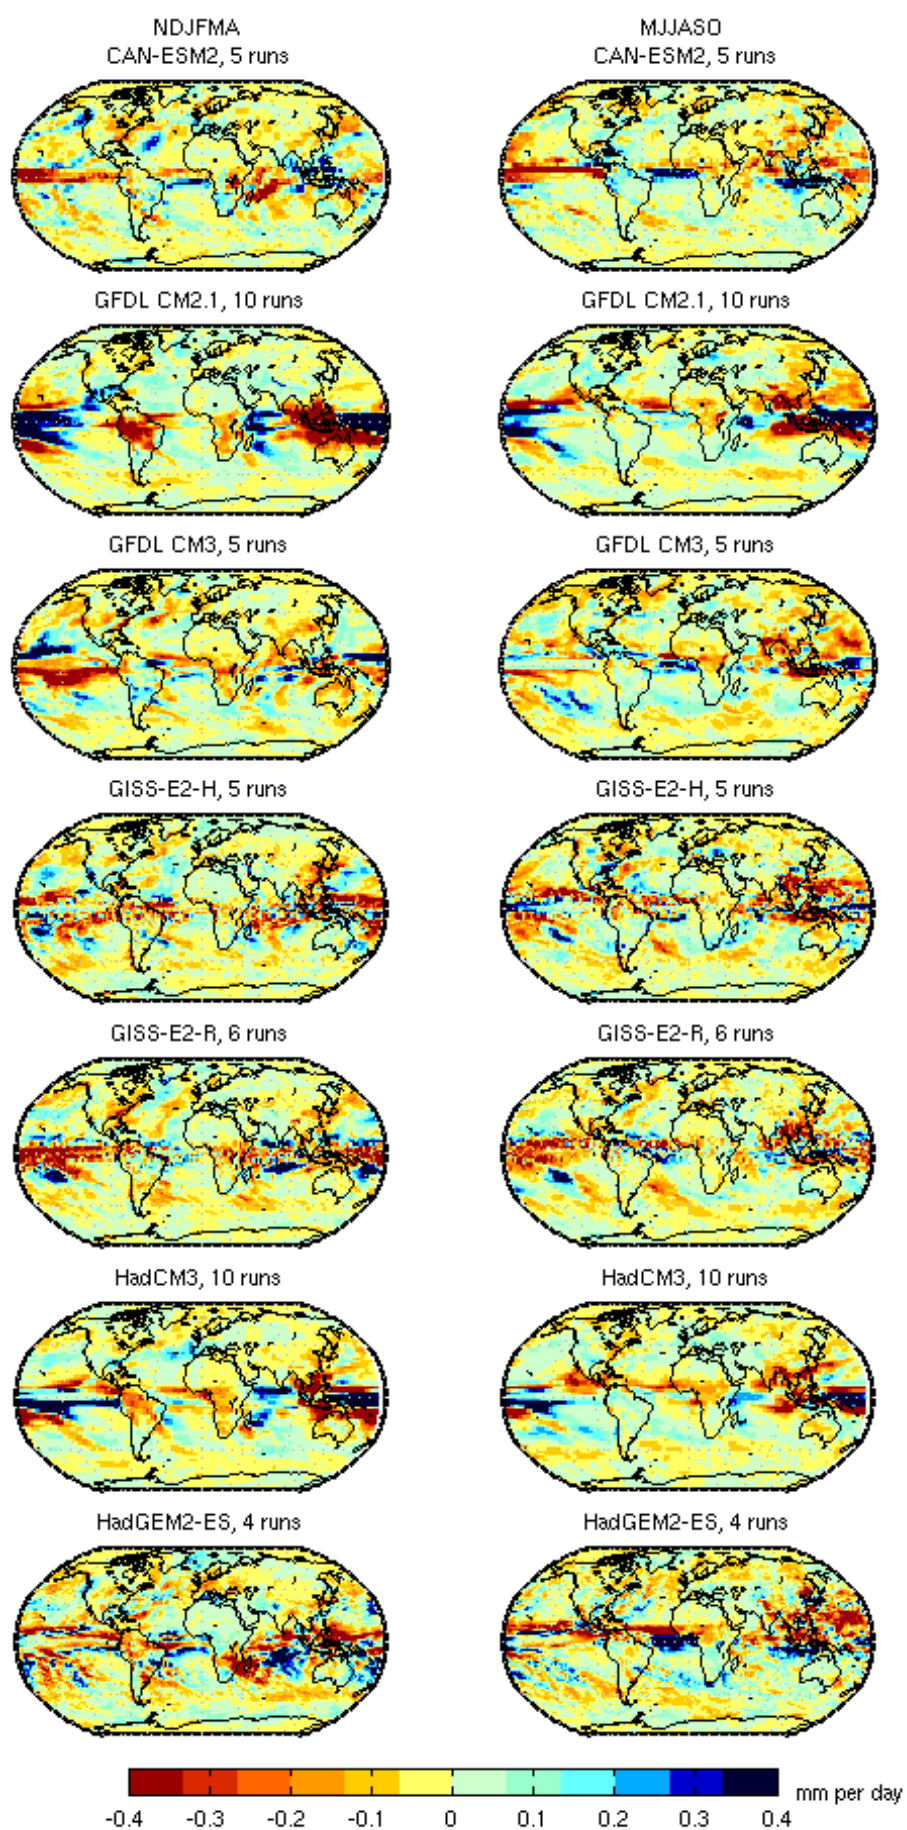 NDJFMA MJJASO
CAN-ESM2, 5 runs CAN-ESM2, 5 runs
GFDL CM2.1, 10 runs GFDL CM2.1, 10 runs
GFDL CM3, 5 runs GFDL CM3, 5 runs
GISS-E2-H, 5 runs GISS-E2-H, 5 runs
GISS-E2-R, 6 runs GISS-E2-R, 6 runs
HadCM3, 10 runs HadCM3, 10 runs
HadGEM2-ES, 4 runs HadGEM2-ES, 4 runs
mm per day
-0.4 -0.3 -0.2 -0.1 0 0.1 0.2 0.3 0.4